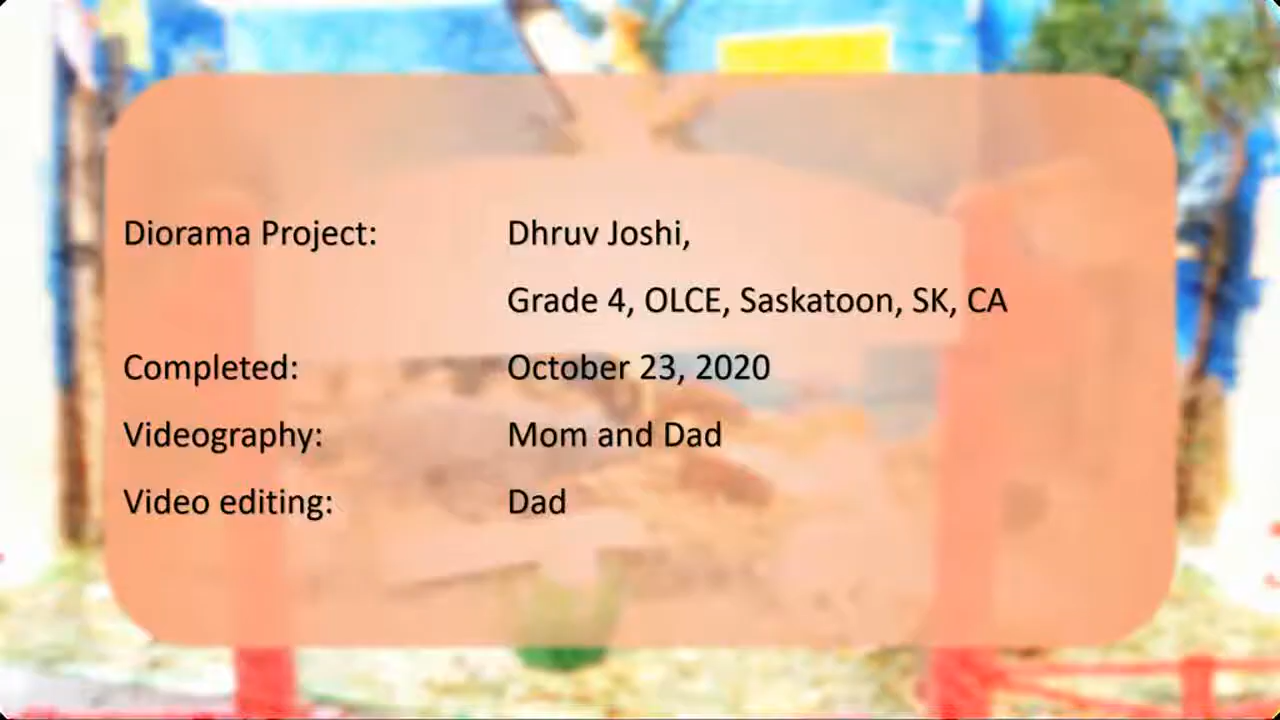 Diorama Project: Dhruv Joshi,
Grade 4, OLCE, Saskatoon, SK, CA
Completed: October 23, 2020
Videography: Mom and Dad
Video editing: Dad